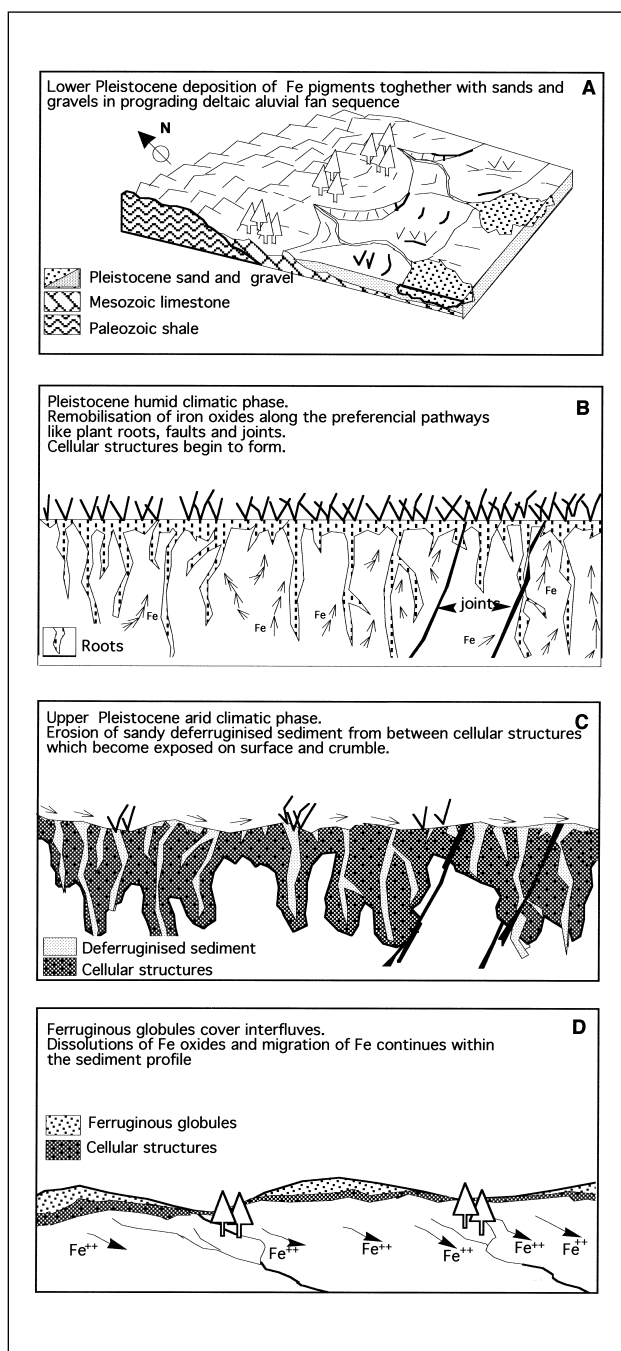 Lower Pleistocene deposition of Fe pigments toghether with sands and
gravels in prograding deltaic aluvial fan sequence
A
N
Pleistocene sand and gravel
Mesozoic limestone
Paleozoic shale
Pleistocene humid climatic phase.
Remobilisation of iron oxides along the preferencial pathways
like plant roots, faults and joints.
Cellular structures begin to form.
B
Fe
joints
Fe
Fe
Fe
Fe
Roots
Upper Pleistocene arid climatic phase.
Erosion of sandy deferruginised sediment from between cellular structures
which become exposed on surface and crumble.
C
Deferruginised sediment
Cellular structures
Ferruginous globules cover interfluves.
Dissolutions of Fe oxides and migration of Fe continues within
the sediment profile
D
Ferruginous globules
Cellular structures
Fe++
Fe++
Fe++
Fe++
Fe++
Fe++